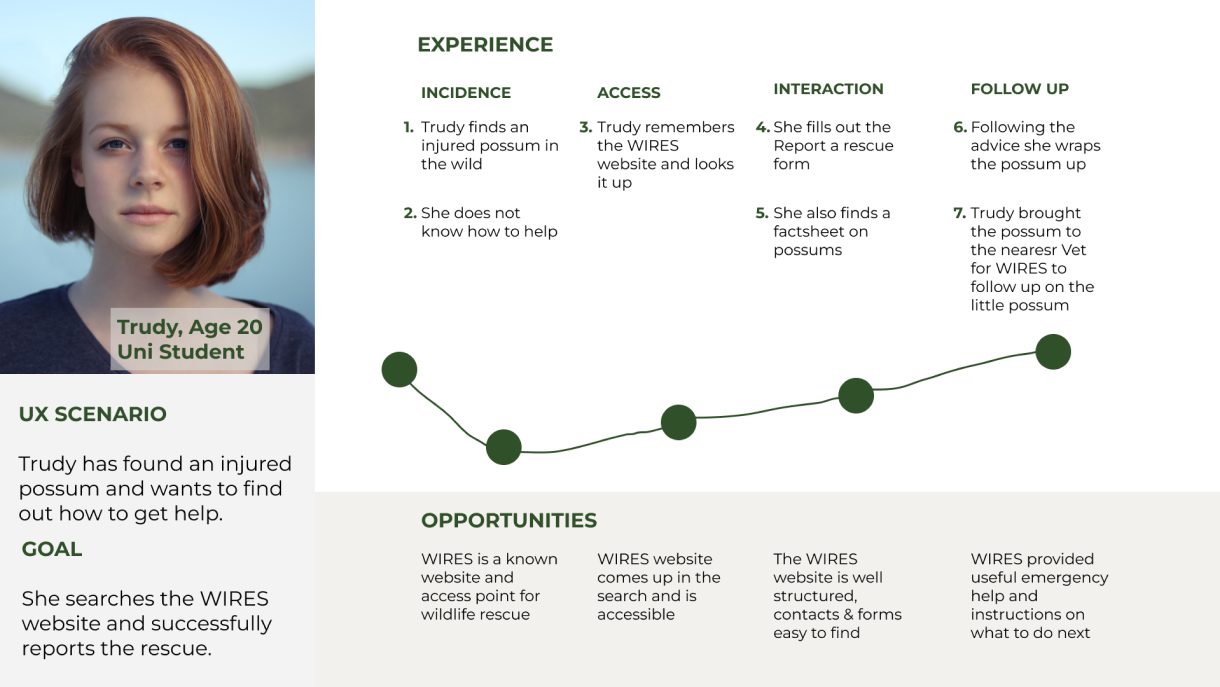 Trudy, Age 20
Uni Student
UX SCENARIO
Trudy has found an injured
possum and wants to find
out how to get help.
GOAL
She searches the WIRES
website and successfully
reports the rescue.
EXPERIENCE
INCIDENCE
1. Trudy finds an
injured possum in
the wild
2. She does not
know how to help
ACCESS
3. Trudy remembers
the WIRES
website and looks
it up
INTERACTION
4. She fills out the
Report a rescue
form
5. She also finds a
factsheet on
possums
FOLLOW UP
6. Following the
advice she wraps
the possum up
7. Trudy brought
the possum to
the nearesr Vet
for WIRES to
follow up on the
little possum
OPPORTUNITIES
WIRES is a known
website and
access point for
wildlife rescue
WIRES website
comes up in the
search and is
accessible
The WIRES
website is well
structured,
contacts & forms
easy to find
WIRES provided
useful emergency
help and
instructions on
what to do next